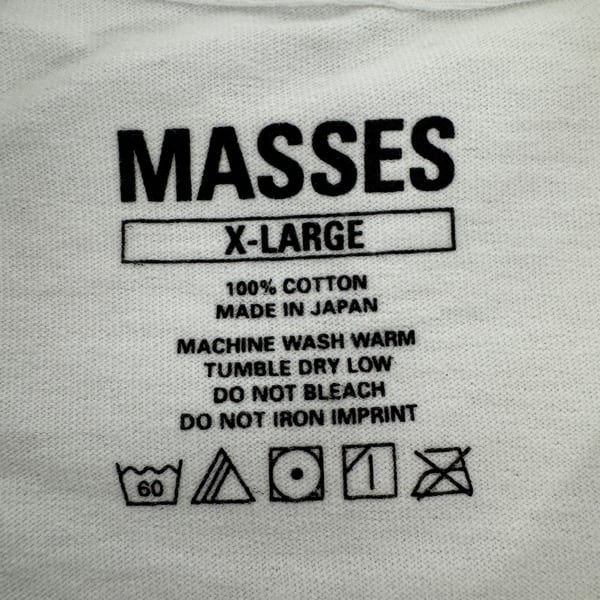 MASSES
X-LARGE
100% COTTON
MADE IN JAPAN
MACHINE WASH WARM
TUMBLE DRY LOW
DO NOT BLEACH
DO NOT IRON IMPRINT
60